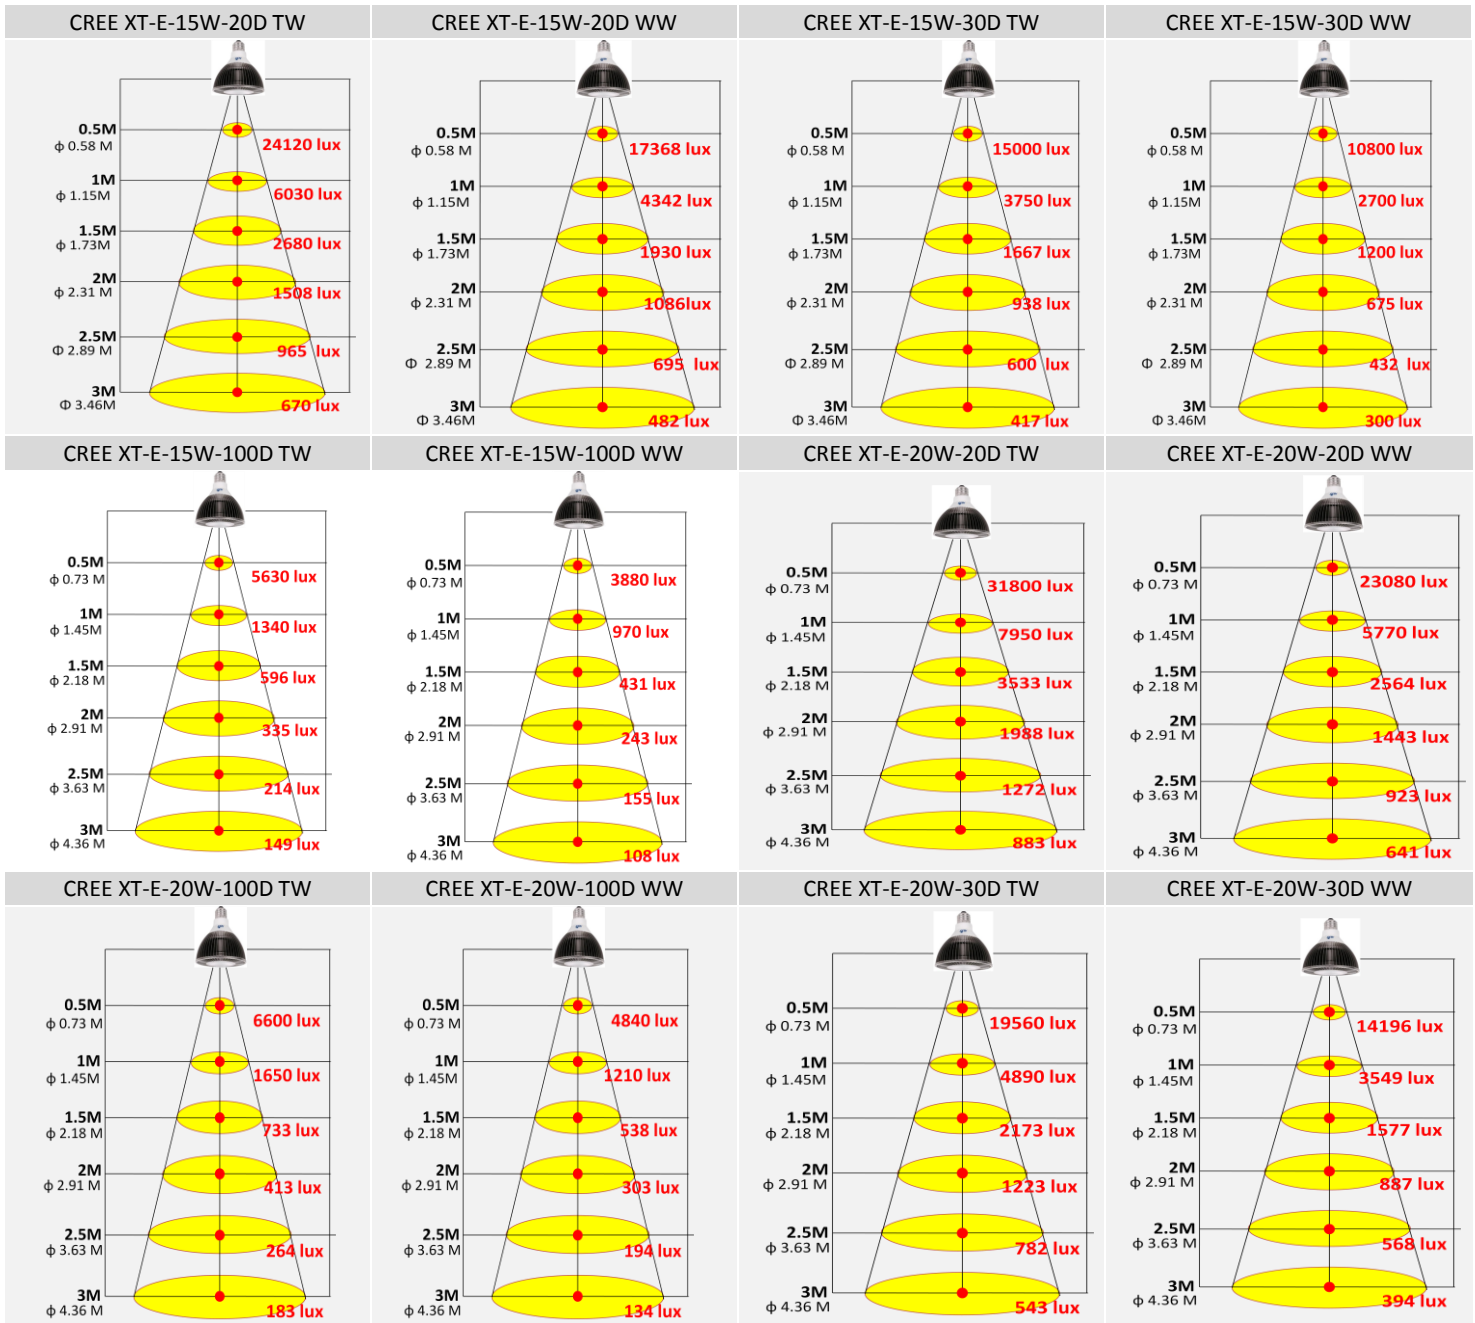 CREE XT-E-15W-20D TW
0.5M
ϕ 0.58 M
24120 lux
1M
ϕ 1.15M
6030 lux
1.5M
ϕ 1.73M
2680 lux
2M
ϕ 2.31 M
1508 lux
2.5M
Φ 2.89 M
965 lux
3M
Φ 3.46M
670 lux
CREE XT-E-15W-20D WW
0.5M
ϕ 0.58 M
17368 lux
1M
ϕ 1.15M
4342 lux
1.5M
ϕ 1.73M
1930 lux
2M
ϕ 2.31 M
1086lux
2.5M
Φ 2.89 M
695 lux
3M
Φ 3.46M
482 lux
CREE XT-E-15W-30D TW
0.5M
ϕ 0.58 M
15000 lux
1M
ϕ 1.15M
3750 lux
1.5M
ϕ 1.73M
1667 lux
2M
ϕ 2.31 M
938 lux
2.5M
Φ 2.89 M
600 lux
3M
Φ 3.46M
417 lux
CREE XT-E-15W-30D WW
0.5M
ϕ 0.58 M
10800 lux
1M
ϕ 1.15M
2700 lux
1.5M
ϕ 1.73M
1200 lux
2M
ϕ 2.31 M
675 lux
2.5M
Φ 2.89 M
432 lux
3M
Φ 3.46M
300 lux
CREE XT-E-15W-100D TW
0.5M
ϕ 0.73 M
5630 lux
1M
ϕ 1.45M
1340 lux
1.5M
ϕ 2.18 M
596 lux
2M
ϕ 2.91 M
335 lux
2.5M
ϕ 3.63 M
214 lux
3M
ϕ 4.36 M
149 lux
CREE XT-E-15W-100D WW
0.5M
ϕ 0.73 M
3880 lux
1M
ϕ 1.45M
970 lux
1.5M
ϕ 2.18 M
431 lux
2M
ϕ 2.91 M
243 lux
2.5M
ϕ 3.63 M
155 lux
3M
ϕ 4.36 M
108 lux
CREE XT-E-20W-20D TW
0.5M
ϕ 0.73 M
31800 lux
1M
ϕ 1.45M
7950 lux
1.5M
ϕ 2.18 M
3533 lux
2M
ϕ 2.91 M
1988 lux
2.5M
ϕ 3.63 M
1272 lux
3M
ϕ 4.36 M
883 lux
CREE XT-E-20W-20D WW
0.5M
ϕ 0.73 M
23080 lux
1M
ϕ 1.45M
5770 lux
1.5M
ϕ 2.18 M
2564 lux
2M
ϕ 2.91 M
1443 lux
2.5M
ϕ 3.63 M
923 lux
3M
ϕ 4.36 M
641 lux
CREE XT-E-20W-100D TW
0.5M
ϕ 0.73 M
6600 lux
1M
ϕ 1.45M
1650 lux
1.5M
ϕ 2.18 M
733 lux
2M
ϕ 2.91 M
413 lux
2.5M
ϕ 3.63 M
264 lux
3M
ϕ 4.36 M
183 lux
CREE XT-E-20W-100D WW
0.5M
ϕ 0.73 M
4840 lux
1M
ϕ 1.45M
1210 lux
1.5M
ϕ 2.18 M
538 lux
2M
ϕ 2.91 M
303 lux
2.5M
ϕ 3.63 M
194 lux
3M
ϕ 4.36 M
134 lux
CREE XT-E-20W-30D TW
0.5M
ϕ 0.73 M
19560 lux
1M
ϕ 1.45M
4890 lux
1.5M
ϕ 2.18 M
2173 lux
2M
ϕ 2.91 M
1223 lux
2.5M
ϕ 3.63 M
782 lux
3M
ϕ 4.36 M
543 lux
CREE XT-E-20W-30D WW
0.5M
ϕ 0.73 M
14196 lux
1M
ϕ 1.45M
3549 lux
1.5M
ϕ 2.18 M
1577 lux
2M
ϕ 2.91 M
887 lux
2.5M
ϕ 3.63 M
568 lux
3M
ϕ 4.36 M
394 lux